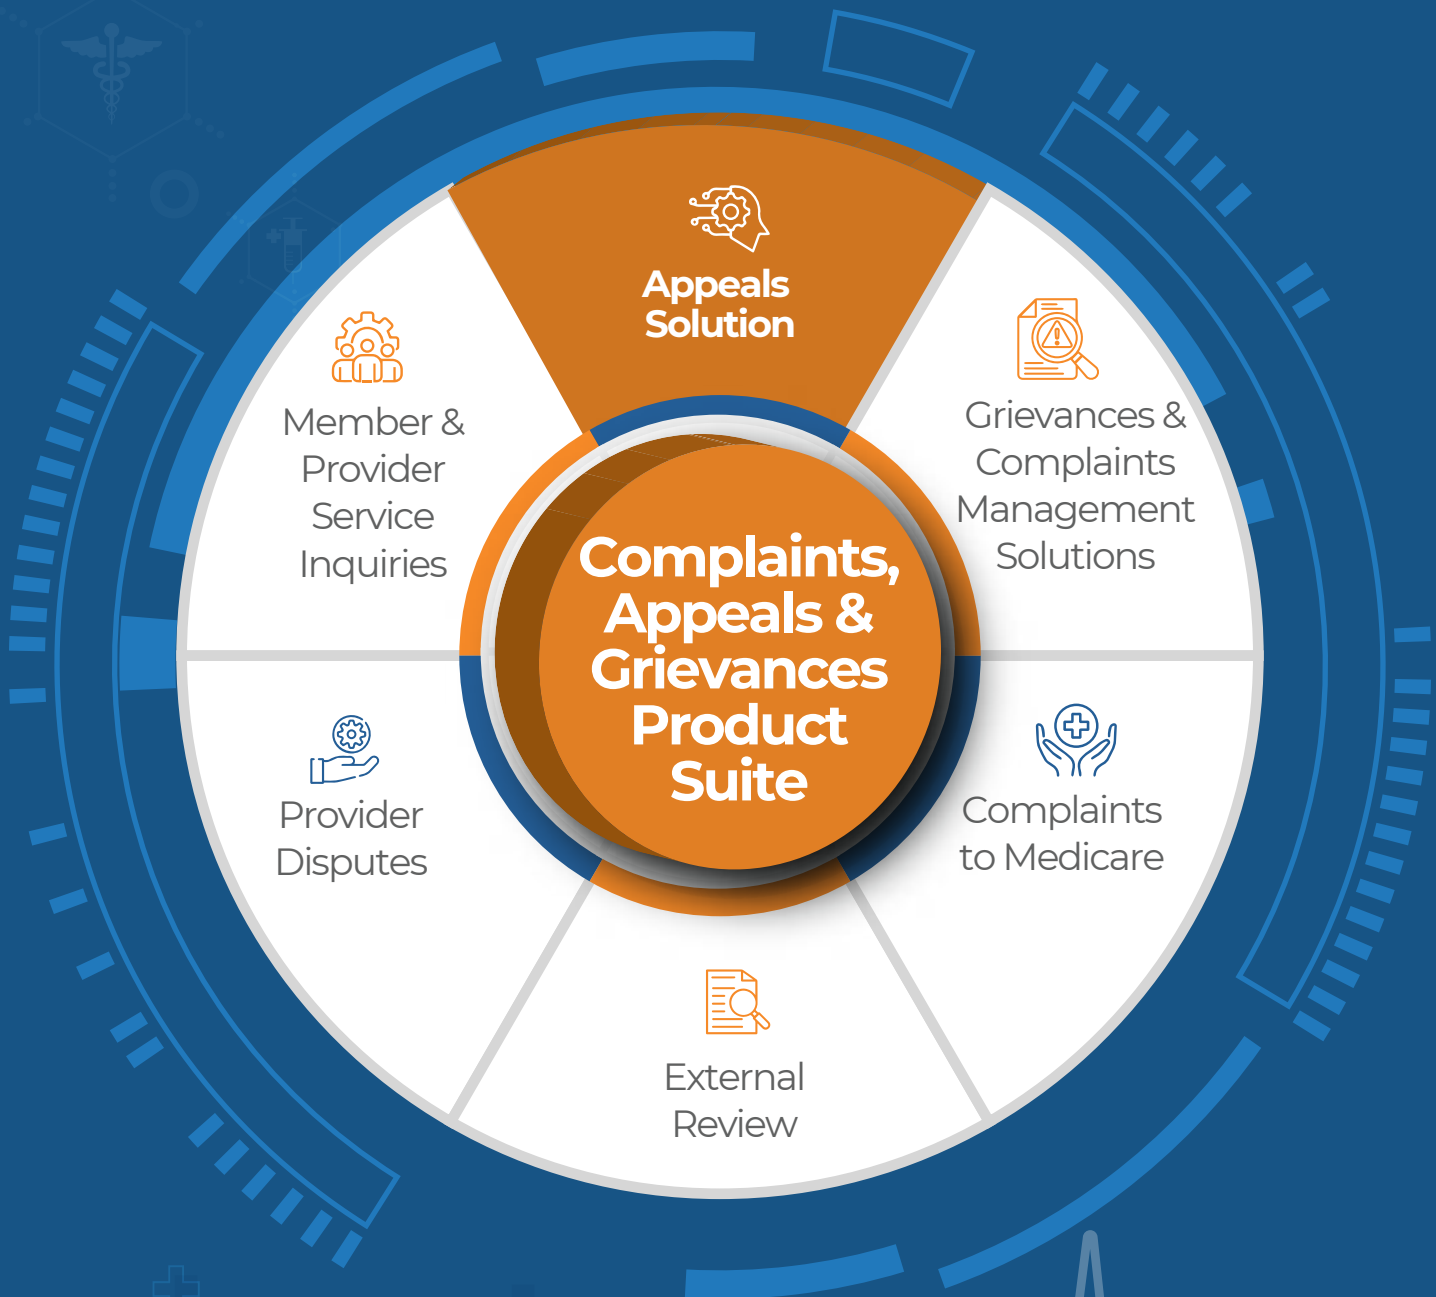 Appeals
Solution
Grievances &
Complaints
Management
Solutions
Complaints
to Medicare
External
Review
Provider
Disputes
Member &
Provider
Service
Inquiries
Complaints,
Appeals &
Grievances
Product
Suite